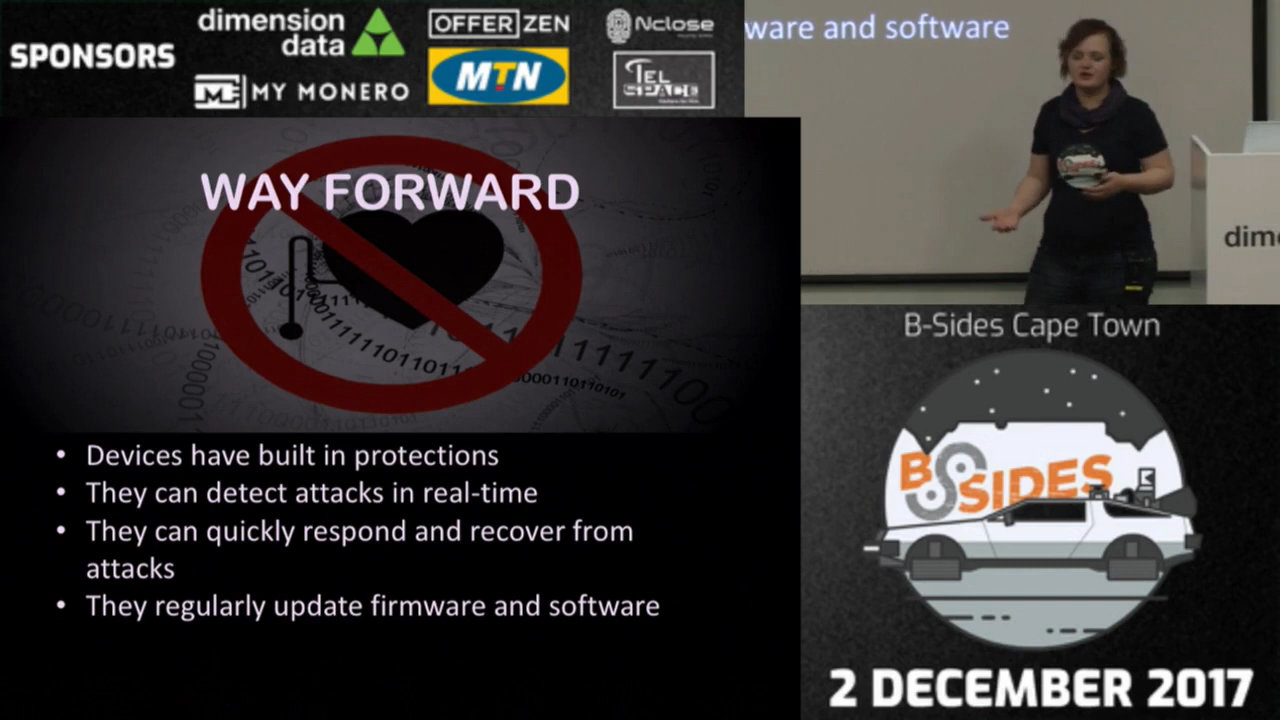 SPONSORS
dimension
data
OFFERZEN
Nclose
MTN
MY MONERO
TEL
SPACE
ware and software
WAY FORWARD
• Devices have built in protections
• They can detect attacks in real-time
• They can quickly respond and recover from
attacks
• They regularly update firmware and software
dime
B-Sides Cape Town
BSIDES
2 DECEMBER 2017